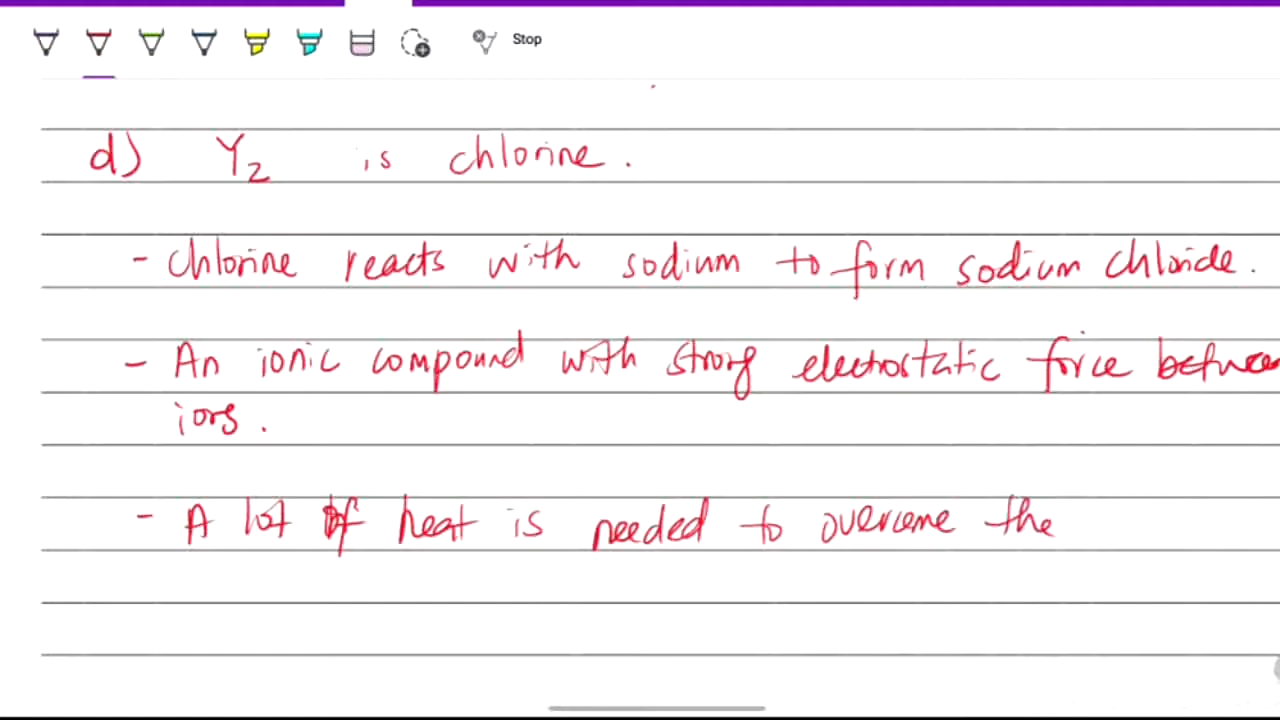 Stop
d) Y₂ is chlorine.
- Chlorine reacts with sodium to form sodium chloride.
- An ionic compound with strong electrostatic force between
ions.
- A lot of heat is needed to overcome the